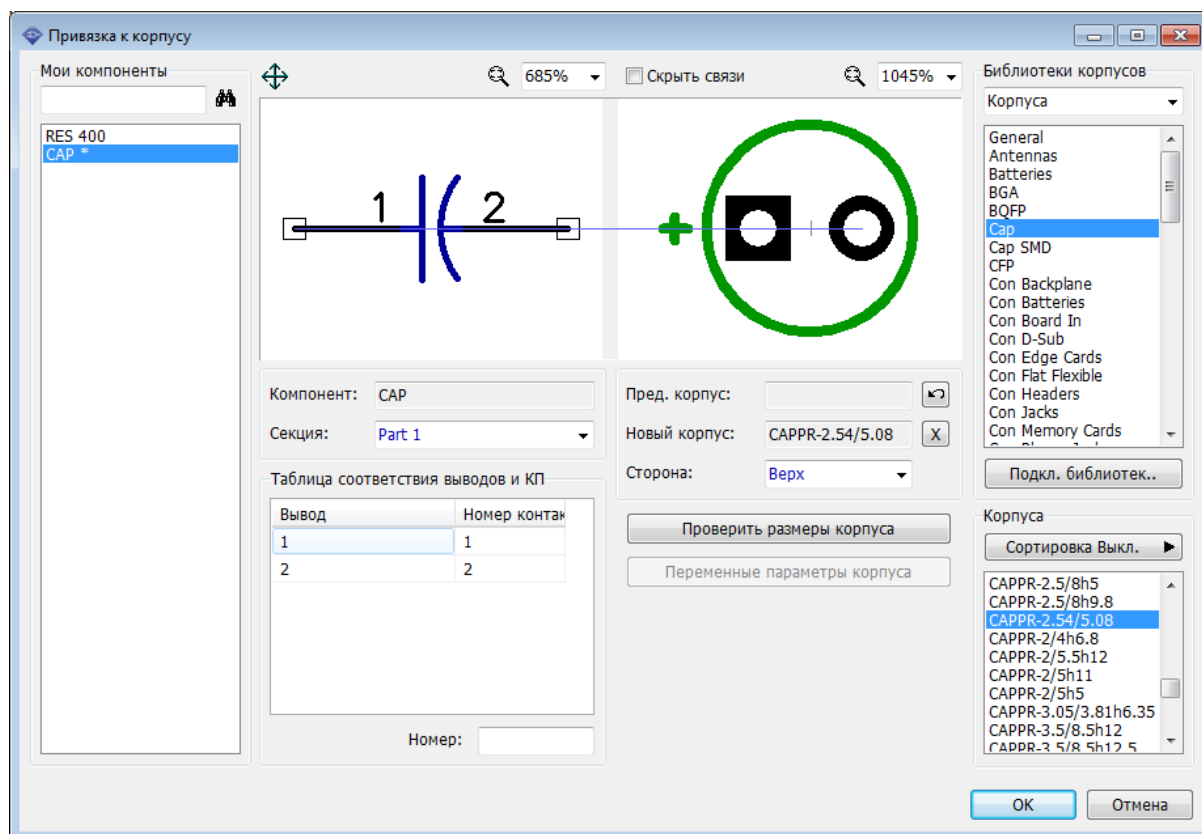 Привязка к корпусу
Мои компоненты
RES 400
CAP *
685%
Скрыть связи
1045%
1
2
Компонент:
CAP
Секция:
Part 1
Таблица соответствия выводов и КП
Вывод
Номер контак
1
1
2
2
Номер:
Пред. корпус:
Новый корпус:
CAPPR-2.54/5.08
X
Сторона:
Верх
Проверить размеры корпуса
Переменные параметры корпуса
Библиотеки корпусов
Корпуса
General
Antennas
Batteries
BGA
BQFP
Cap
Cap SMD
CFP
Con Backplane
Con Batteries
Con Board In
Con D-Sub
Con Edge Cards
Con Flat Flexible
Con Headers
Con Jacks
Con Memory Cards
Подкл. библиотек..
Корпуса
Сортировка Выкл.
CAPPR-2.5/8h5
CAPPR-2.5/8h9.8
CAPPR-2.54/5.08
CAPPR-2/4h6.8
CAPPR-2/5.5h12
CAPPR-2/5h11
CAPPR-2/5h5
CAPPR-3.05/3.81h6.35
CAPPR-3.5/8.5h12
CAPPR-3.5/8.5h12.5
OK
Отмена